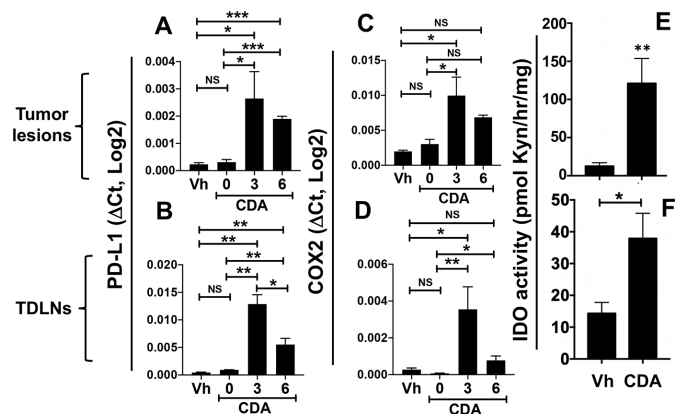 Tumor
lesions
TDLNs
PD-L1 (ΔCt, Log2)
A
***
*
***
*
NS
0.004
0.003
0.002
0.001
0.000
Vh 0 3 6
CDA
B
**
**
**
**
NS
*
0.020
0.015
0.010
0.005
0.000
Vh 0 3 6
CDA
COX2 (ΔCt, Log2)
C
NS
*
NS
*
NS
0.015
0.010
0.005
0.000
Vh 0 3 6
CDA
D
NS
*
*
**
NS
0.006
0.004
0.002
0.000
Vh 0 3 6
CDA
IDO activity (pmol Kyn/hr/mg)
E
**
200
150
100
50
0
F
*
40
30
20
10
0
Vh CDA